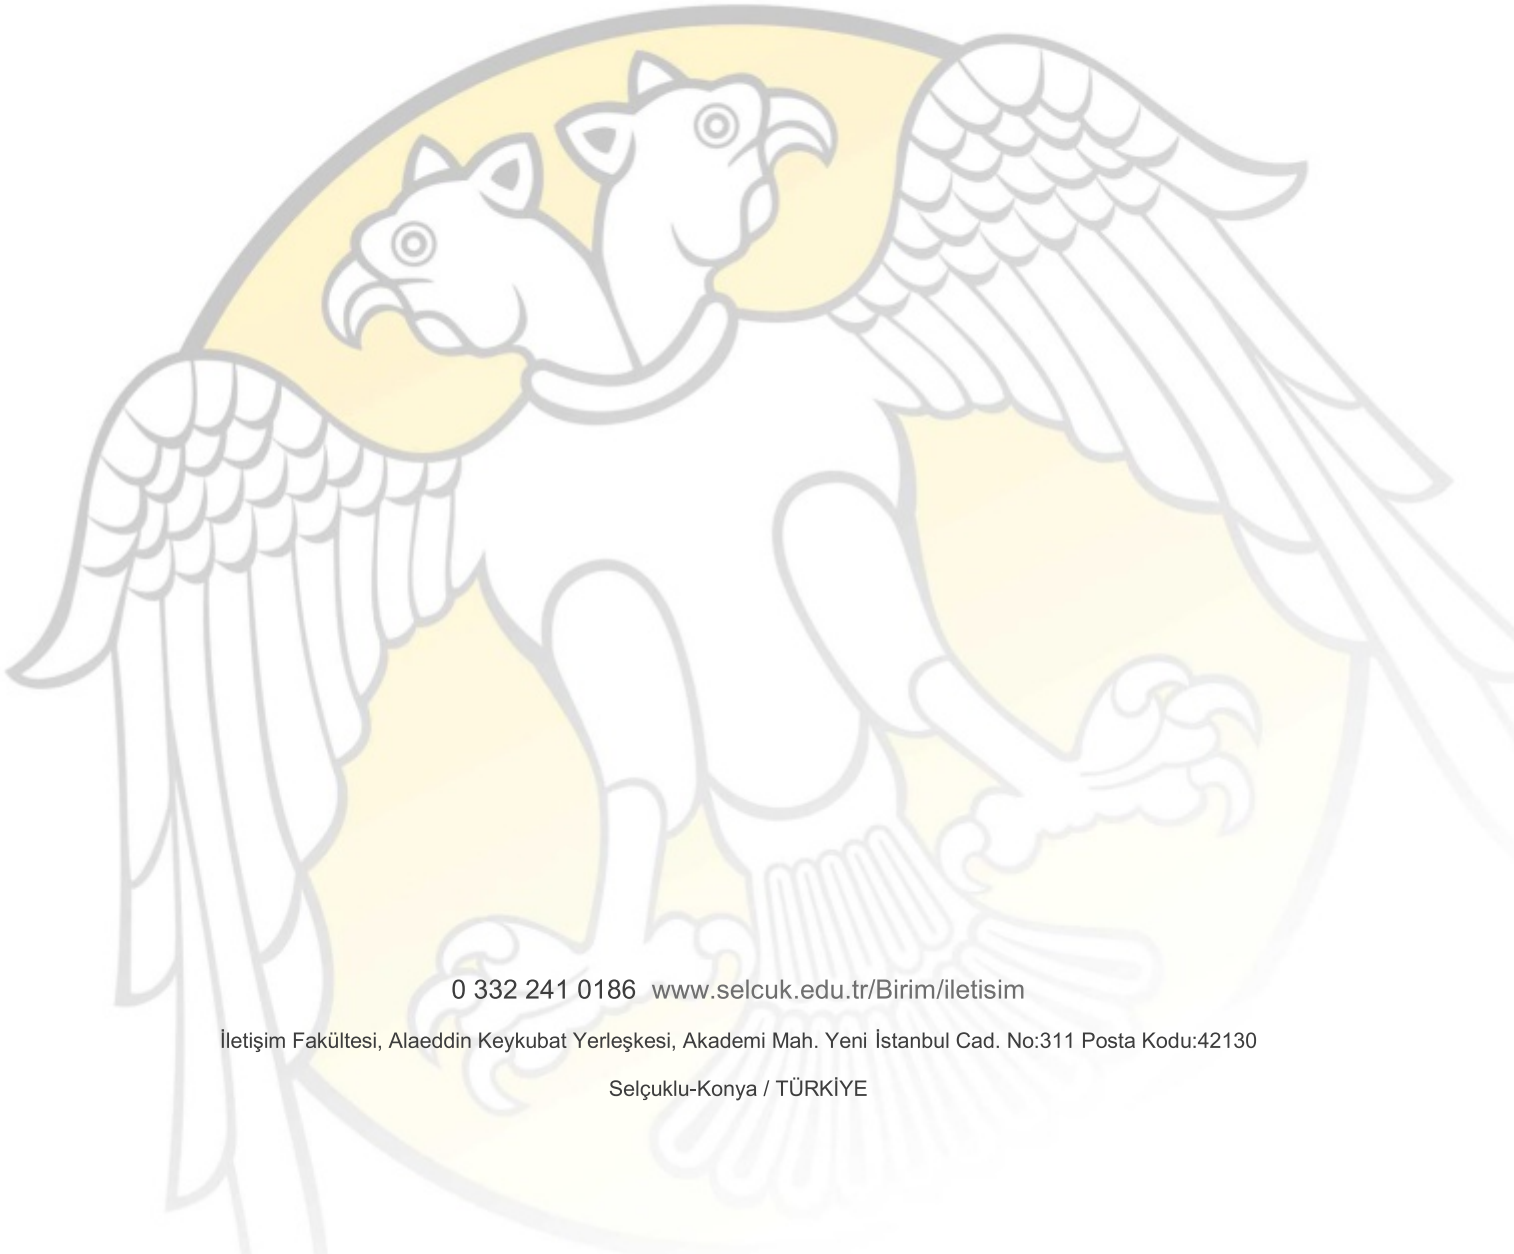 0 332 241 0186 www.selcuk.edu.tr/Birim/iletisim
İletişim Fakültesi, Alaeddin Keykubat Yerleşkesi, Akademi Mah. Yeni İstanbul Cad. No:311 Posta Kodu:42130
Selçuklu-Konya / TÜRKİYE